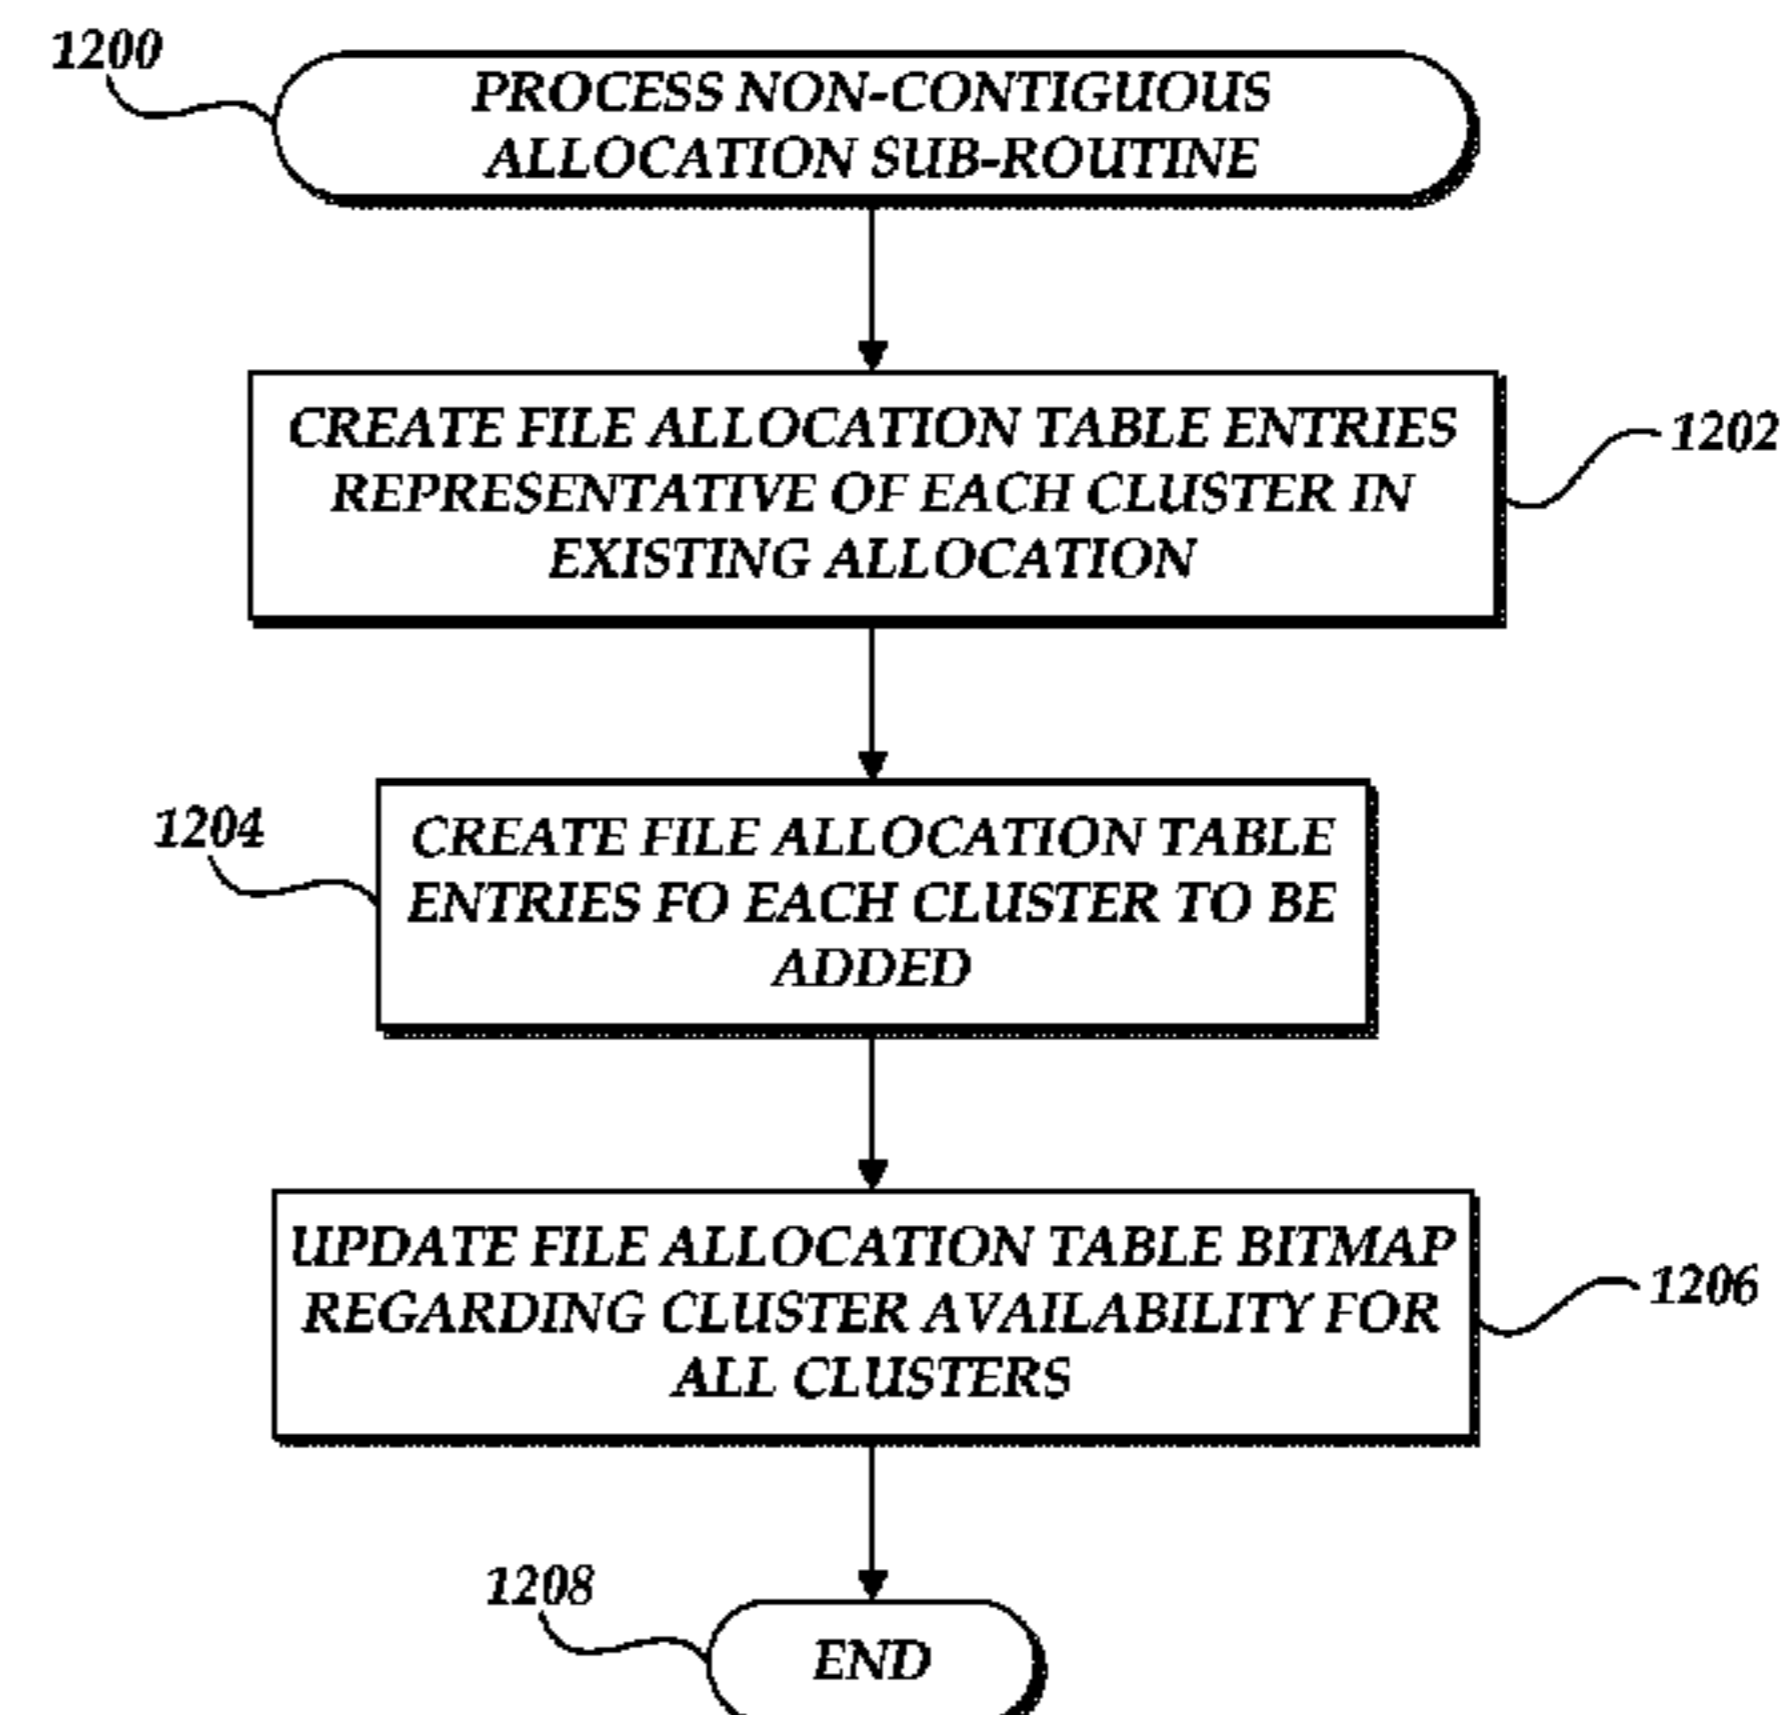 1200
PROCESS NON-CONTIGUOUS
ALLOCATION SUB-ROUTINE
CREATE FILE ALLOCATION TABLE ENTRIES
REPRESENTATIVE OF EACH CLUSTER IN
EXISTING ALLOCATION
1202
1204
CREATE FILE ALLOCATION TABLE
ENTRIES FO EACH CLUSTER TO BE
ADDED
UPDATE FILE ALLOCATION TABLE BITMAP
REGARDING CLUSTER AVAILABILITY FOR
ALL CLUSTERS
1206
1208
END